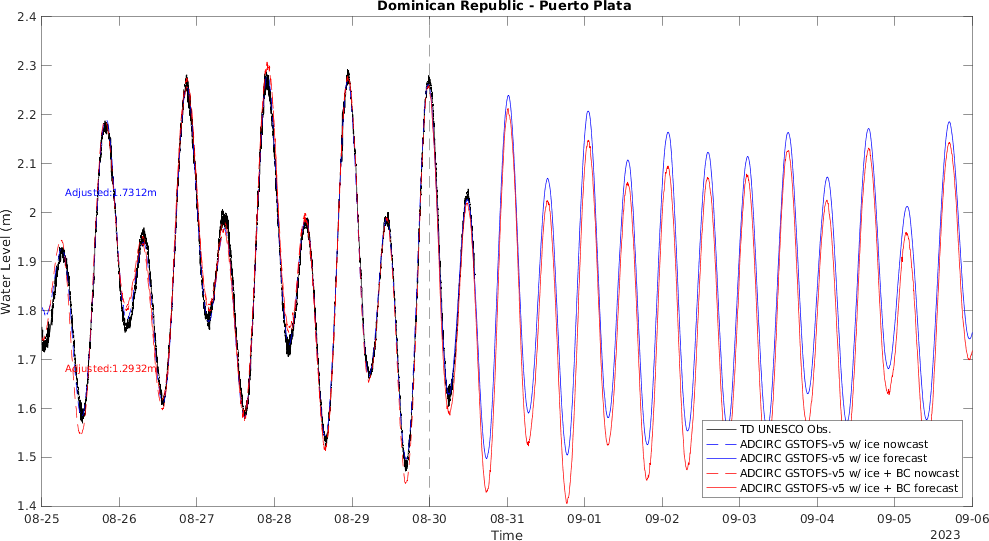 Dominican Republic - Puerto Plata
2.4
2.3
2.2
2.1
2
1.9
1.8
1.7
1.6
1.5
1.4
Water Level (m)
Adjusted:1.7312m
Adjusted:1.2932m
TD UNESCO Obs.
ADCIRC GSTOFS-v5 w/ ice nowcast
ADCIRC GSTOFS-v5 w/ ice forecast
ADCIRC GSTOFS-v5 w/ ice + BC nowcast
ADCIRC GSTOFS-v5 w/ ice + BC forecast
08-25 08-26 08-27 08-28 08-29 08-30 08-31 09-01 09-02 09-03 09-04 09-05 09-06
Time
2023